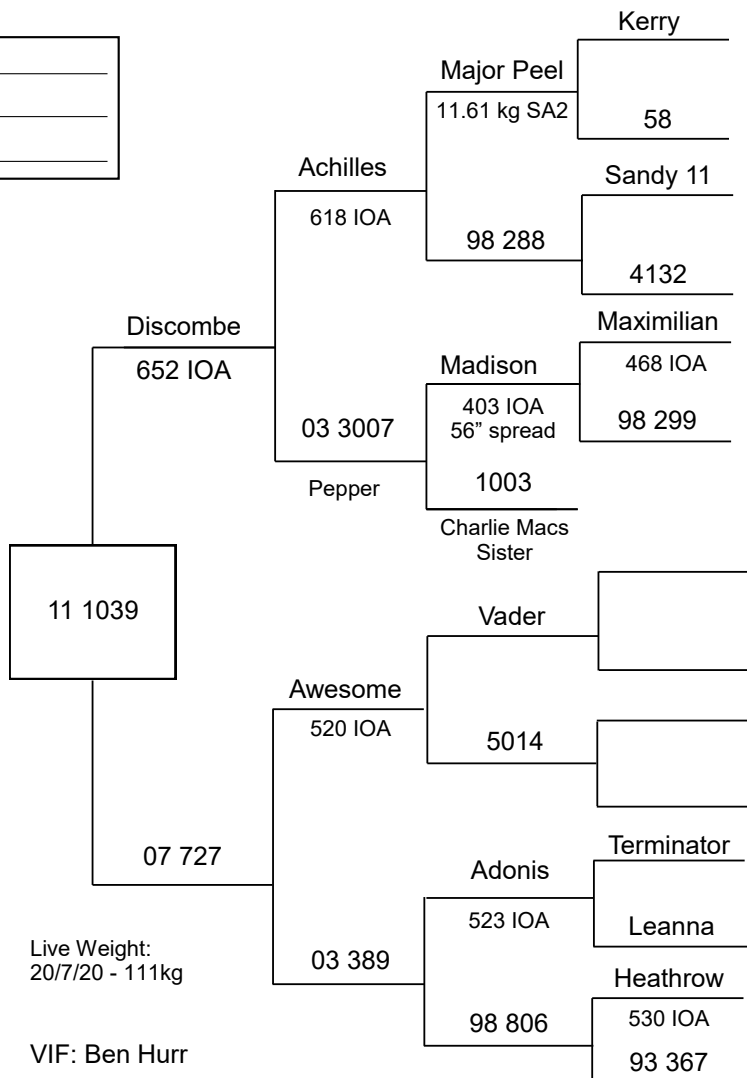 Kerry
Major Peel
11.61 kg SA2
58
Achilles
Sandy 11
618 IOA
98 288
4132
Discombe
Maximilian
652 IOA
Madison
468 IOA
403 IOA
56” spread
03 3007
98 299
Pepper
1003
Charlie Macs
Sister
11 1039
Vader
Awesome
520 IOA
5014
07 727
Terminator
Adonis
523 IOA
Leanna
Live Weight:
20/7/20 - 111kg
03 389
Heathrow
98 806
530 IOA
VIF: Ben Hurr
93 367